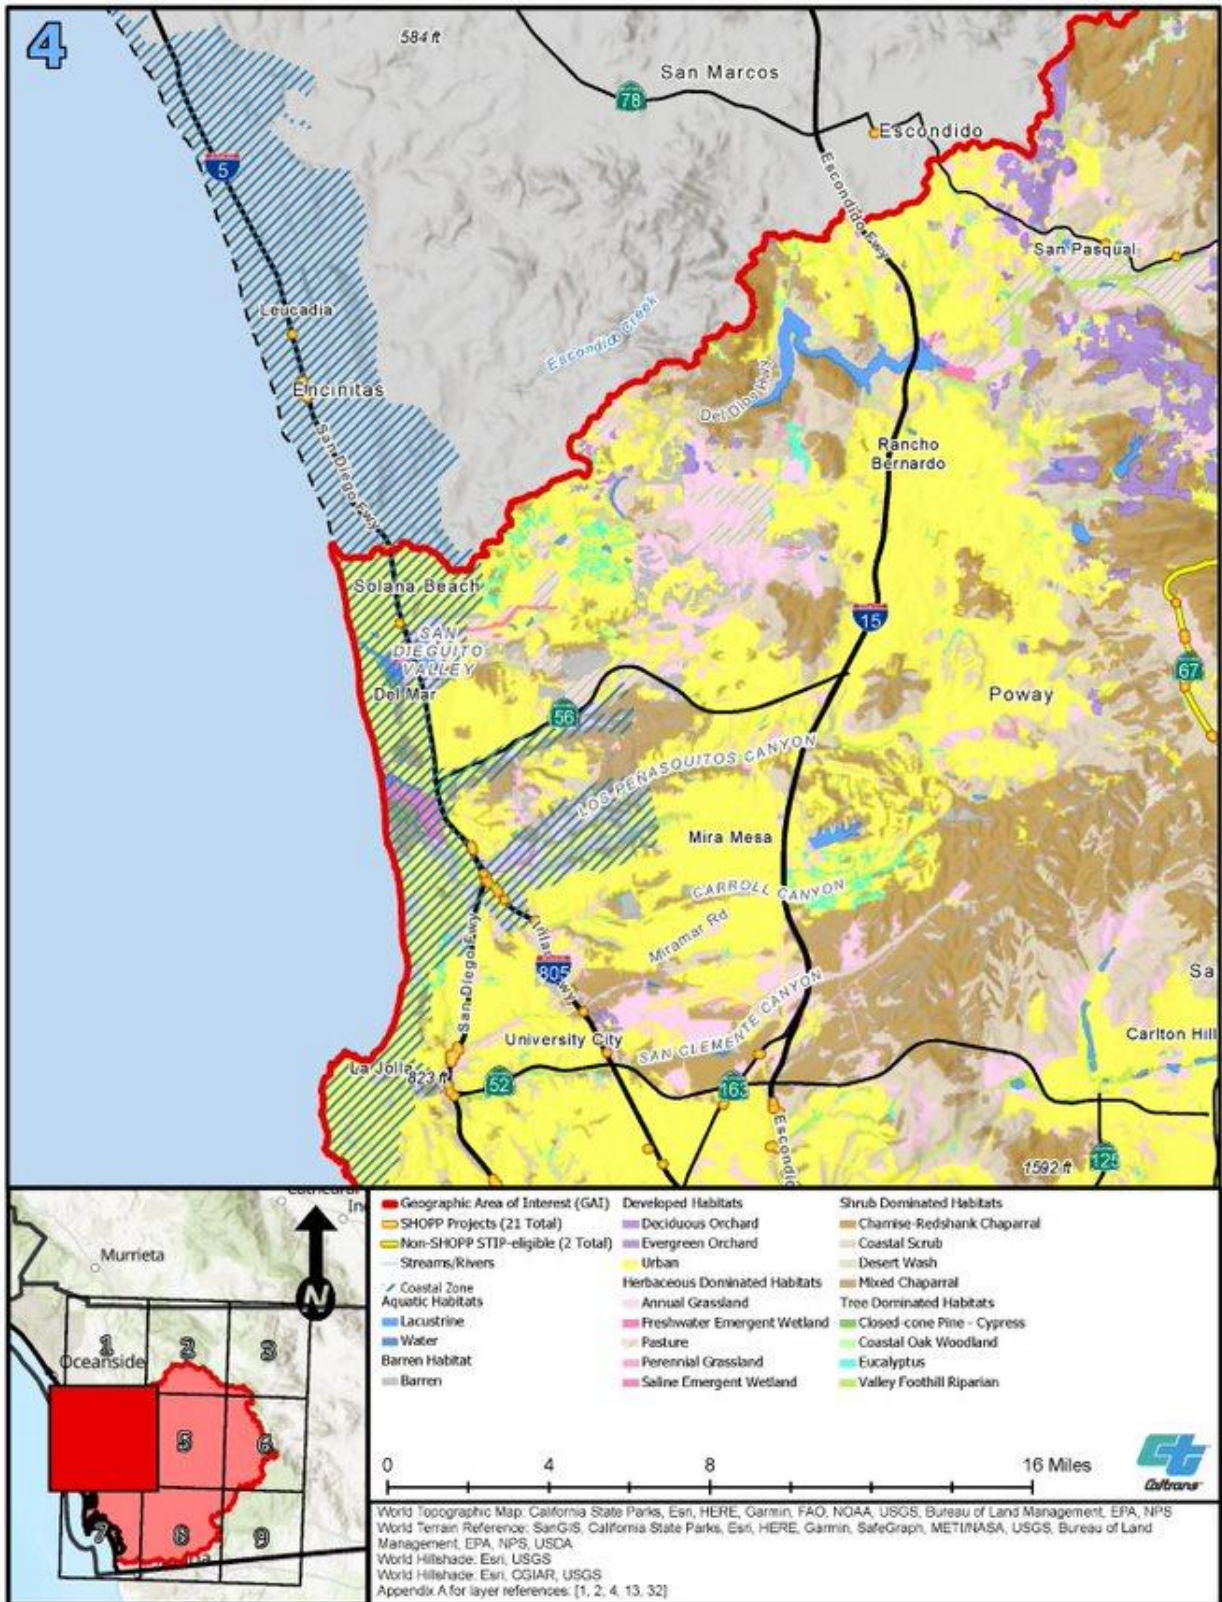 4
584 ft
San Marcos
78
Escondido
5
Escondido Fwy
San Pasqual
Leucadia
Escondido Creek
Encinitas
Del Dios Hwy
San Diego Fwy
Rancho
Bernardo
Solana Beach
15
SAN
DIEGUITO
VALLEY
67
Del Mar
Poway
56
LOS PEÑASQUITOS CANYON
Mira Mesa
CARROLL CANYON
Miramar Rd
San Diego Fwy
805
Sa
SAN CLEMENTE CANYON
University City
Carlton Hill
La Jolla
823 ft
52
163
Escondid
1592 ft
125
Murrieta
1
2
3
Oceanside
5
6
7
8
9
N
Geographic Area of Interest (GAI)
SHOPP Projects (21 Total)
Non-SHOPP STIP-eligible (2 Total)
Streams/Rivers
Coastal Zone
Aquatic Habitats
Lacustrine
Water
Barren Habitat
Barren
Developed Habitats
Deciduous Orchard
Evergreen Orchard
Urban
Herbaceous Dominated Habitats
Annual Grassland
Freshwater Emergent Wetland
Pasture
Perennial Grassland
Saline Emergent Wetland
Shrub Dominated Habitats
Chamise-Redshank Chaparral
Coastal Scrub
Desert Wash
Mixed Chaparral
Tree Dominated Habitats
Closed-cone Pine - Cypress
Coastal Oak Woodland
Eucalyptus
Valley Foothill Riparian
0 4 8 16 Miles
ct
Caltrans
World Topographic Map: California State Parks, Esri, HERE, Garmin, FAO, NOAA, USGS, Bureau of Land Management, EPA, NPS
World Terrain Reference: SanGIS, California State Parks, Esri, HERE, Garmin, SafeGraph, METI/NASA, USGS, Bureau of Land
Management, EPA, NPS, USDA
World Hillshade: Esri, USGS
World Hillshade: Esri, CGIAR, USGS
Appendix A for layer references: [1, 2, 4, 13, 32]